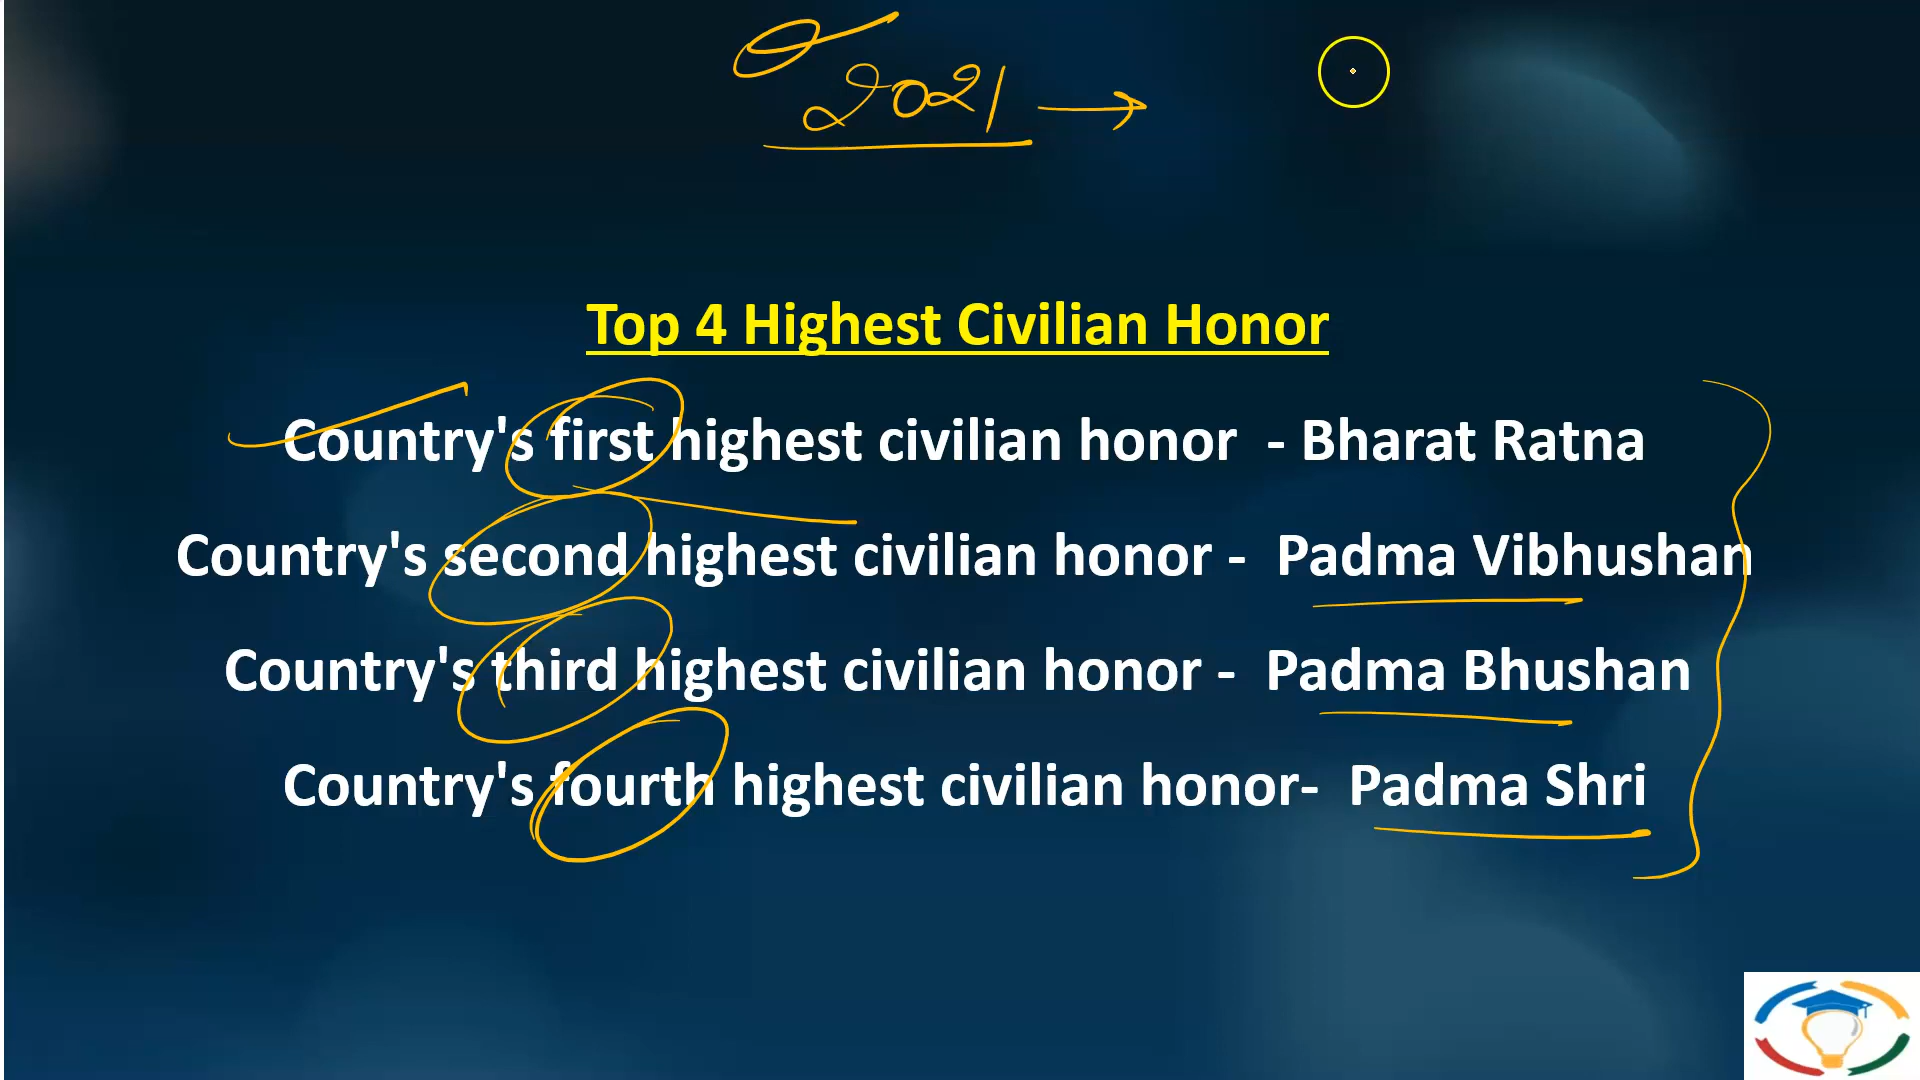 2021 →
Top 4 Highest Civilian Honor
Country's first highest civilian honor - Bharat Ratna
Country's second highest civilian honor - Padma Vibhushan
Country's third highest civilian honor - Padma Bhushan
Country's fourth highest civilian honor- Padma Shri